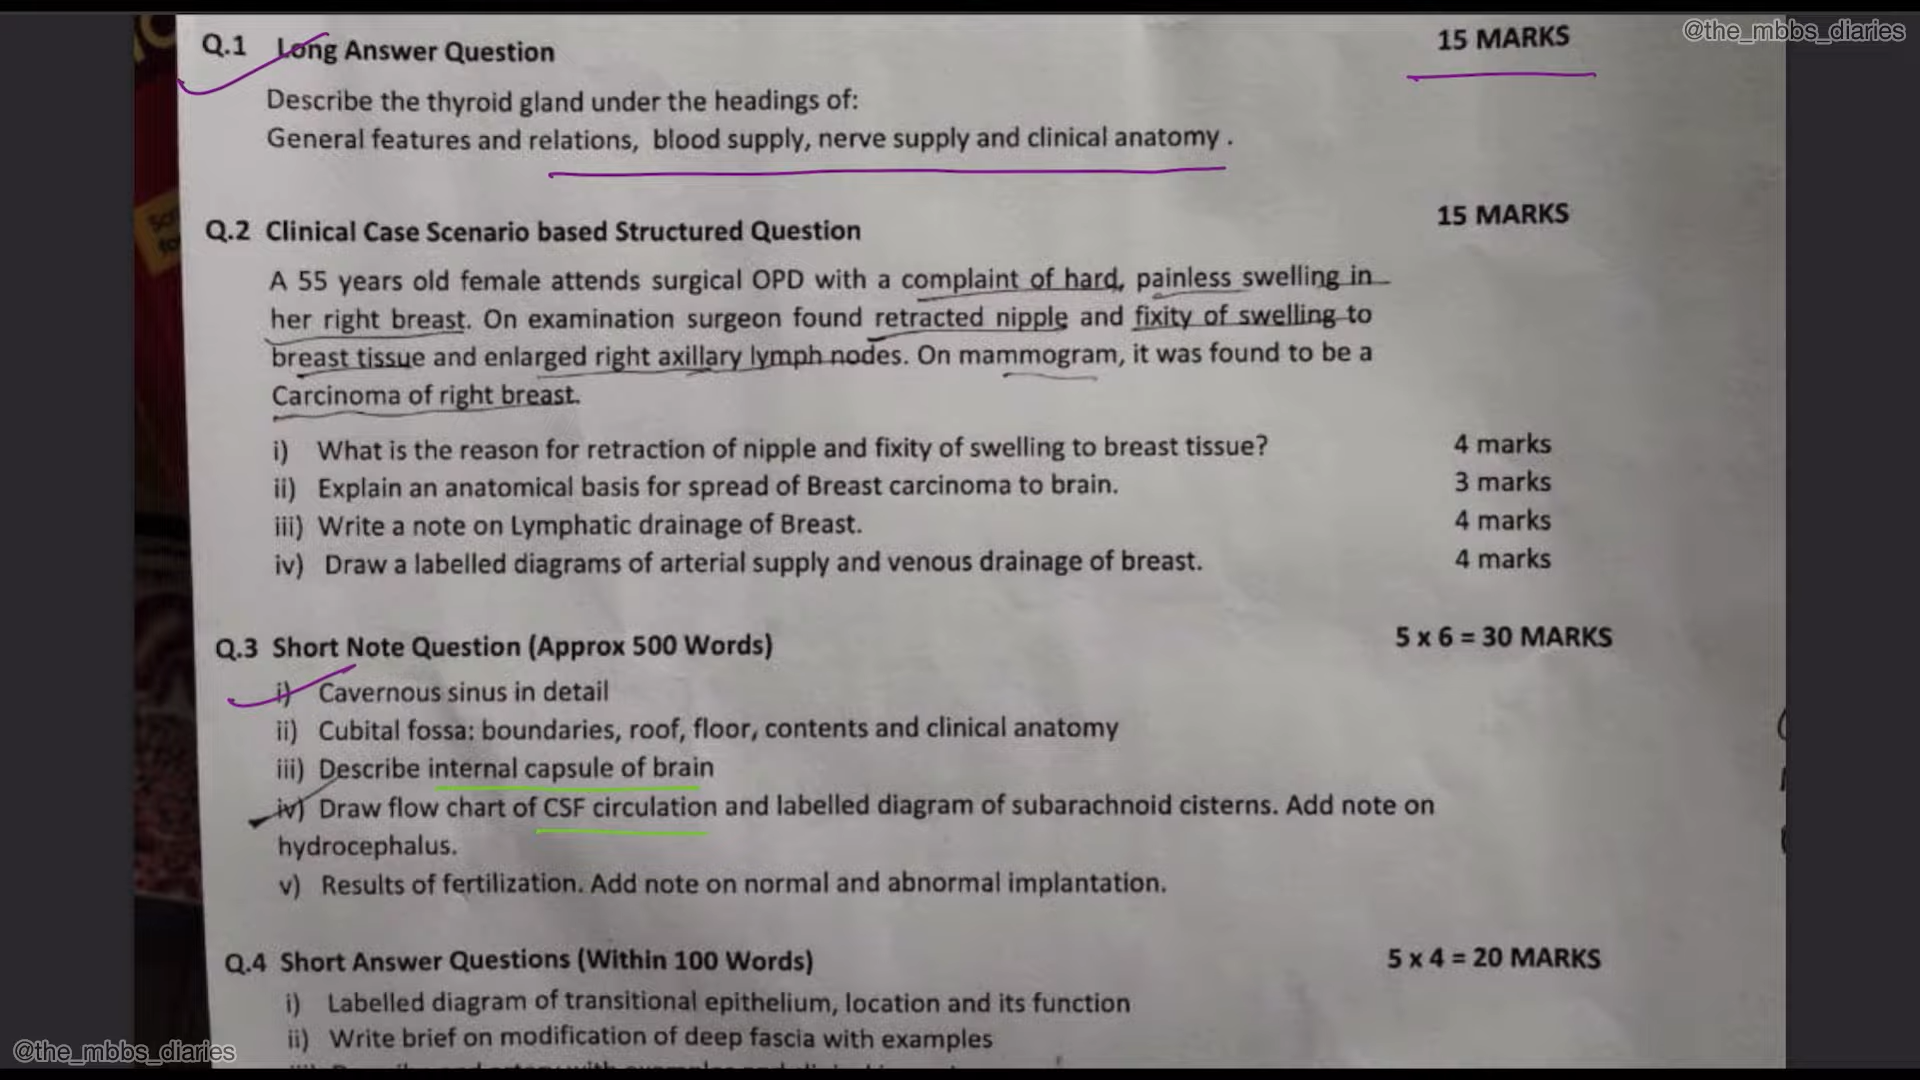 @the_mbbs_diaries
Q.1 Long Answer Question 15 MARKS
Describe the thyroid gland under the headings of:
General features and relations, blood supply, nerve supply and clinical anatomy .
Q.2 Clinical Case Scenario based Structured Question 15 MARKS
A 55 years old female attends surgical OPD with a complaint of hard, painless swelling in
her right breast. On examination surgeon found retracted nipple and fixity of swelling to
breast tissue and enlarged right axillary lymph nodes. On mammogram, it was found to be a
Carcinoma of right breast.
i) What is the reason for retraction of nipple and fixity of swelling to breast tissue? 4 marks
ii) Explain an anatomical basis for spread of Breast carcinoma to brain. 3 marks
iii) Write a note on Lymphatic drainage of Breast. 4 marks
iv) Draw a labelled diagrams of arterial supply and venous drainage of breast. 4 marks
Q.3 Short Note Question (Approx 500 Words) 5 x 6 = 30 MARKS
i) Cavernous sinus in detail
ii) Cubital fossa: boundaries, roof, floor, contents and clinical anatomy
iii) Describe internal capsule of brain
iv) Draw flow chart of CSF circulation and labelled diagram of subarachnoid cisterns. Add note on
hydrocephalus.
v) Results of fertilization. Add note on normal and abnormal implantation.
Q.4 Short Answer Questions (Within 100 Words) 5 x 4 = 20 MARKS
i) Labelled diagram of transitional epithelium, location and its function
ii) Write brief on modification of deep fascia with examples
@the_mbbs_diaries